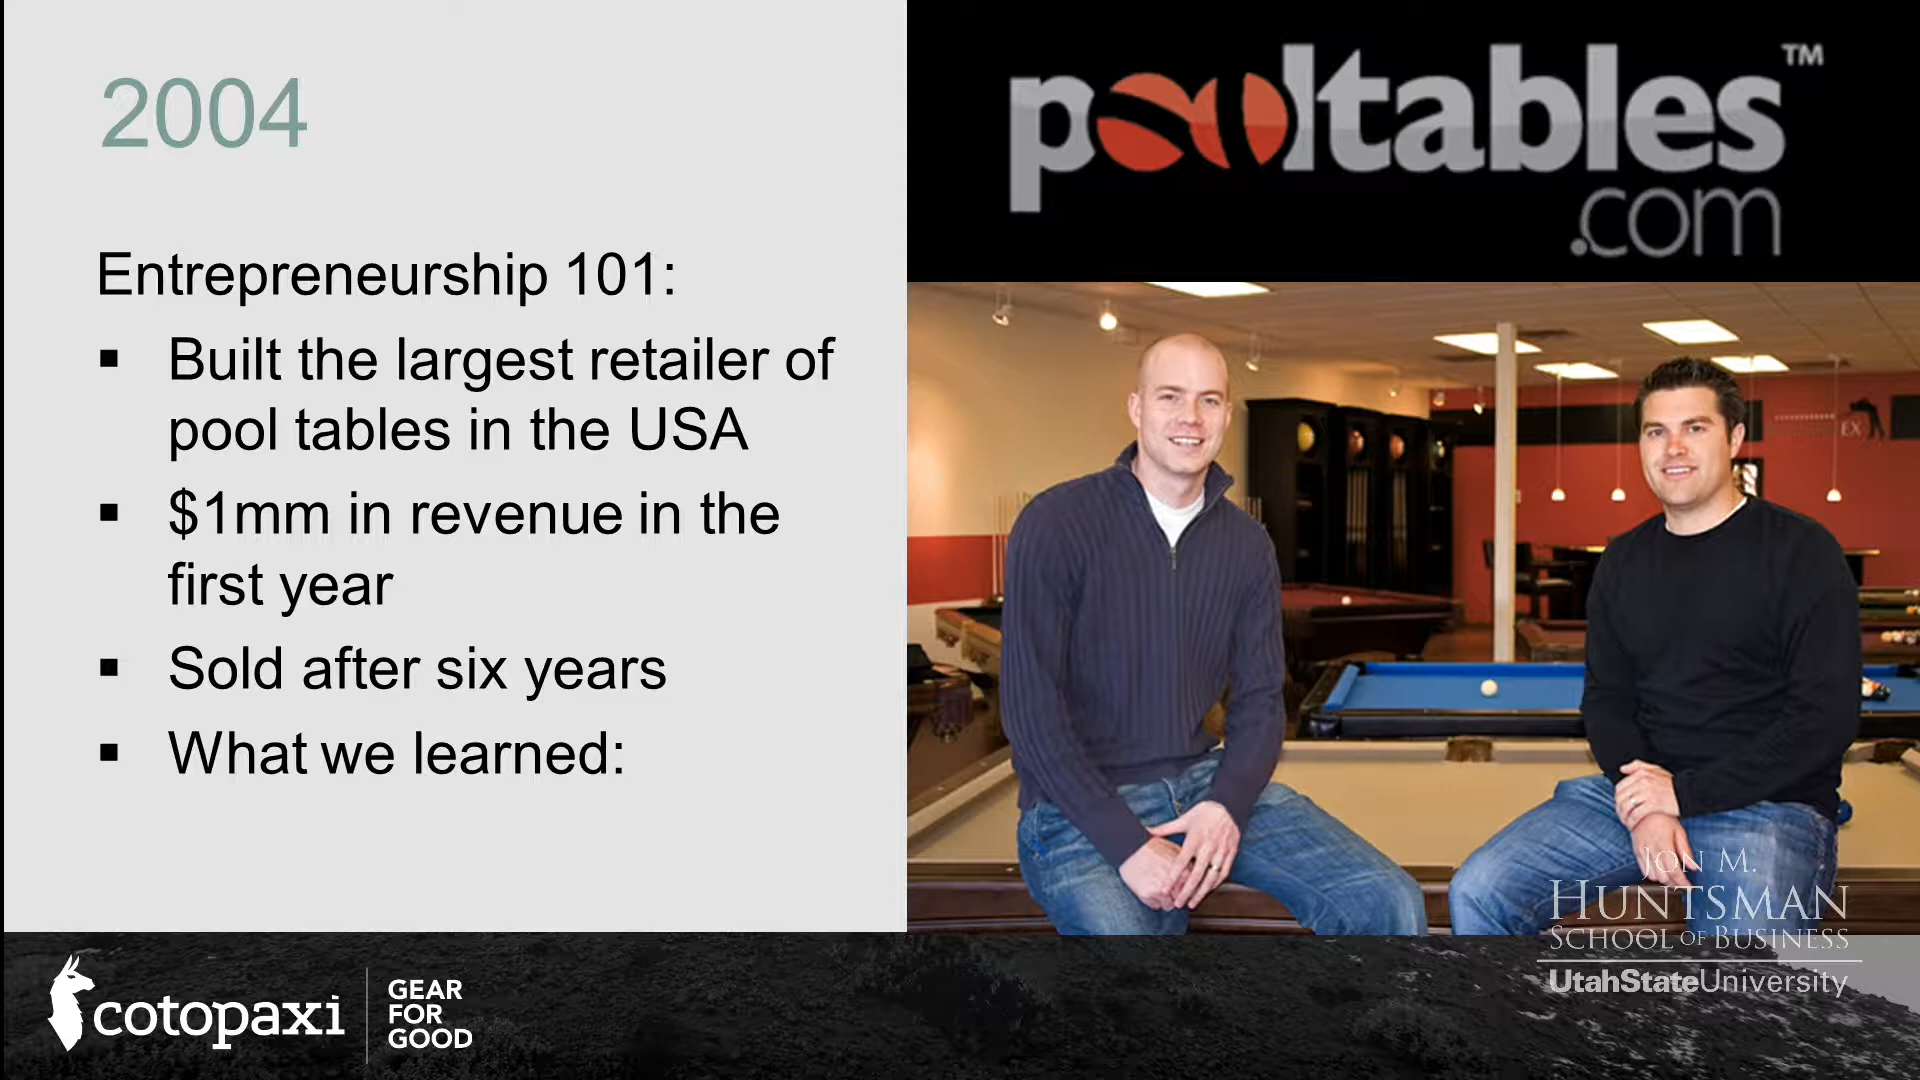 2004
Entrepreneurship 101:
▪ Built the largest retailer of
pool tables in the USA
▪ $1mm in revenue in the
first year
▪ Sold after six years
▪ What we learned:
pooltables™
.com
EX
JON M.
HUNTSMAN
SCHOOL OF BUSINESS
UtahStateUniversity
cotopaxi
GEAR
FOR
GOOD